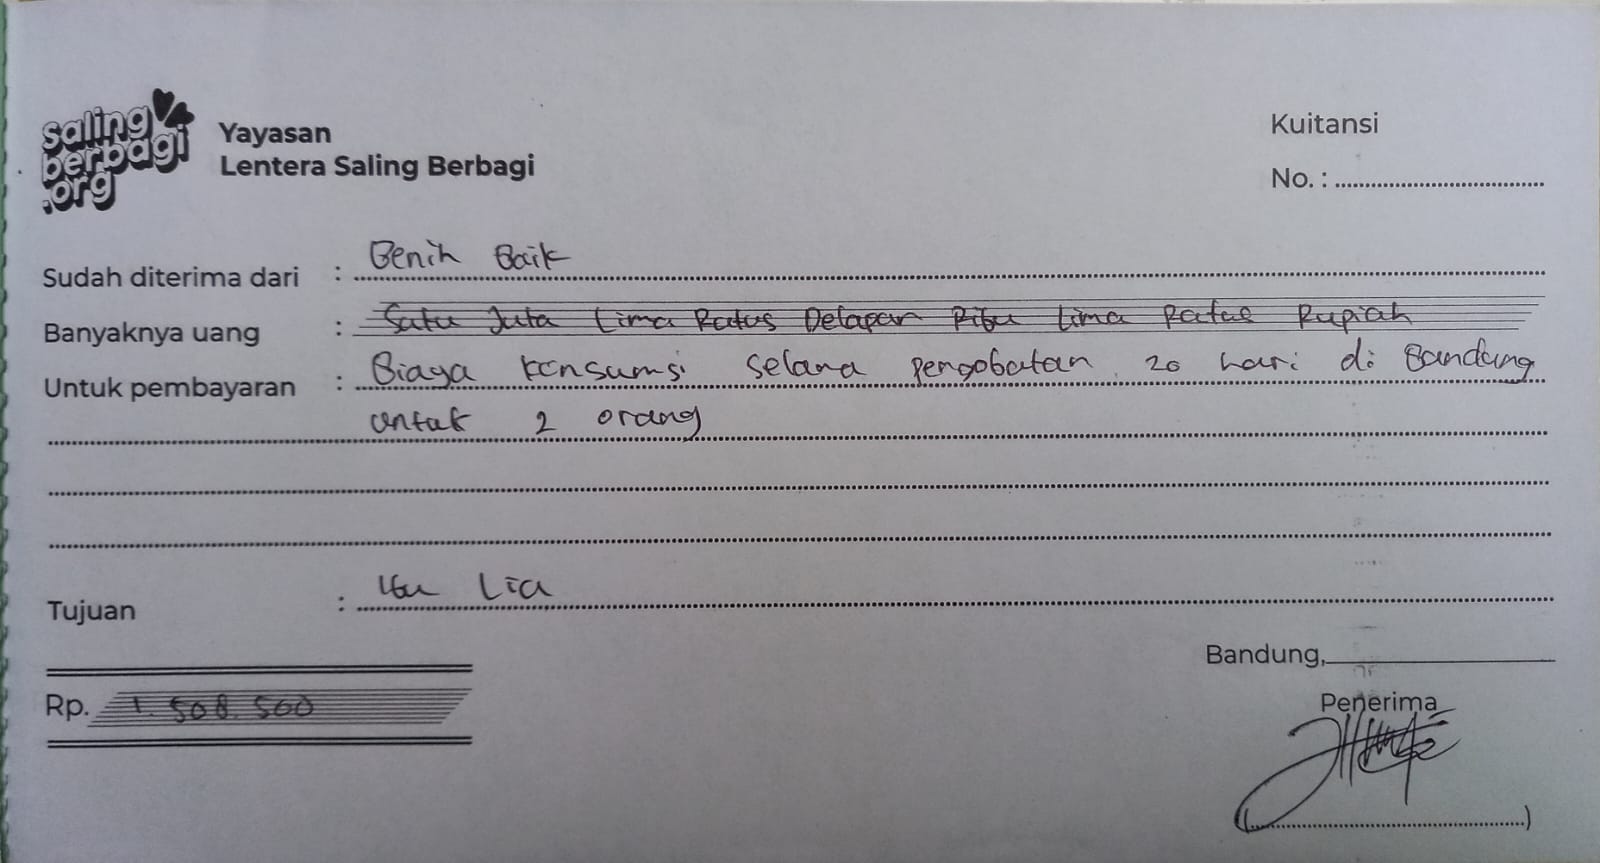 saling
berbagi
.org
Yayasan
Lentera Saling Berbagi
Kuitansi
No. :
Sudah diterima dari : Benih Baik
Banyaknya uang : Satu Juta Lima Ratus Delapan Ribu Lima Ratus Rupiah
Untuk pembayaran : Biaya konsumsi selama pengobatan 20 hari di Bandung
untuk 2 orang
Tujuan : Ibu Lia
Bandung,
Rp. 1.508.500
Penerima
(                    )